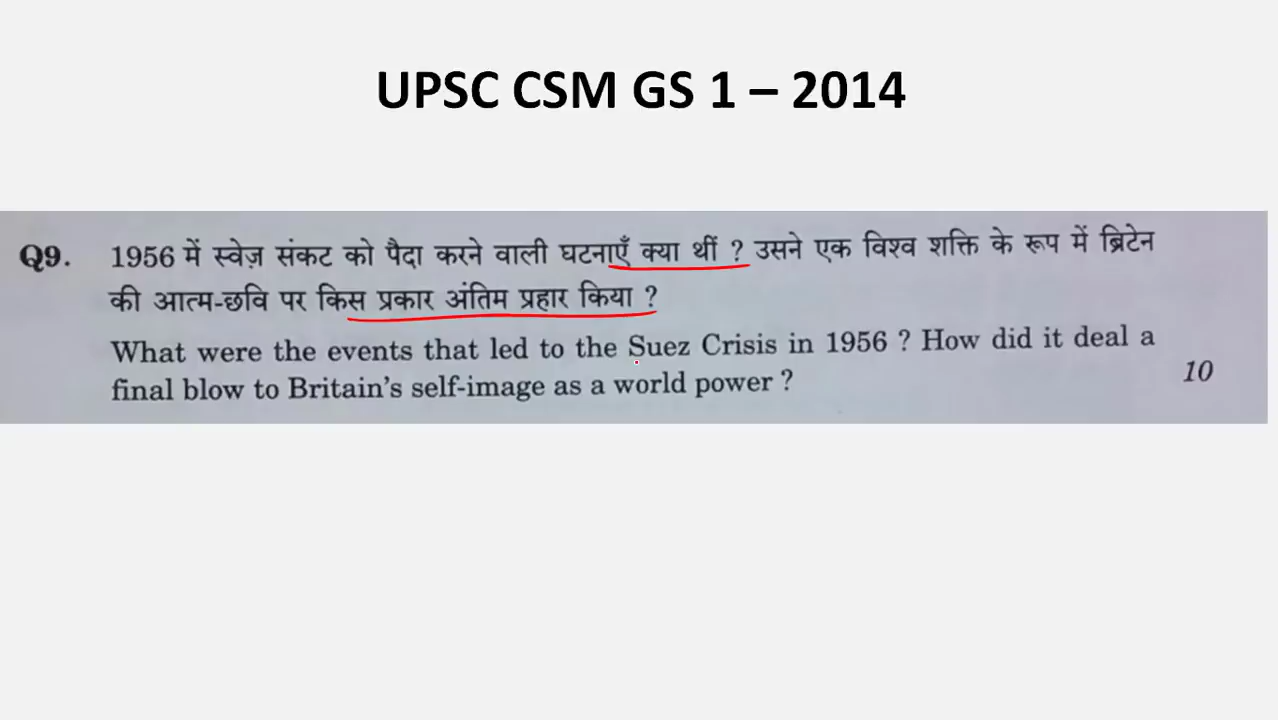 UPSC CSM GS 1 – 2014
Q9. 1956 में स्वेज़ संकट को पैदा करने वाली घटनाएँ क्या थीं ? उसने एक विश्व शक्ति के रूप में ब्रिटेन
की आत्म-छवि पर किस प्रकार अंतिम प्रहार किया ?
What were the events that led to the Suez Crisis in 1956 ? How did it deal a
final blow to Britain's self-image as a world power ?
10